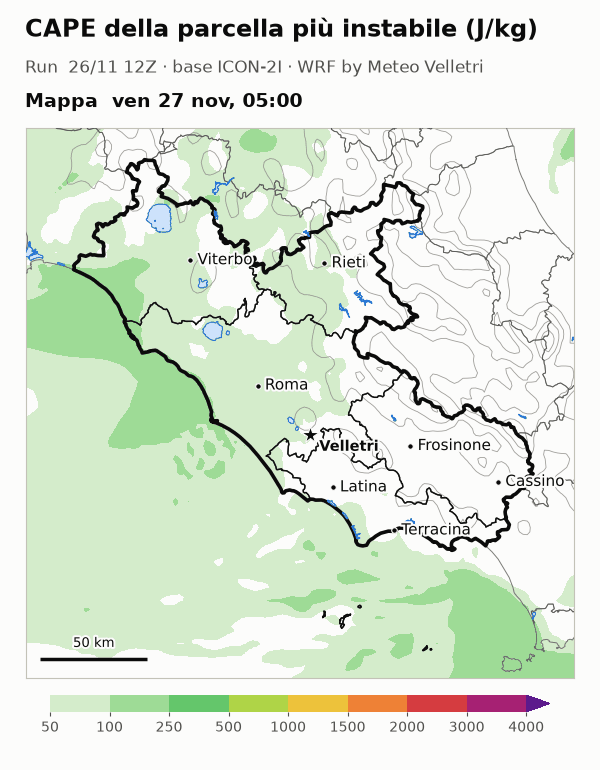 CAPE della parcella più instabile (J/kg)
Run  26/11 12Z · base ICON-2I · WRF by Meteo Velletri
Mappa  ven 27 nov, 05:00
Viterbo
Rieti
Roma
Velletri
Frosinone
Cassino
Latina
Terracina
50 km
50 100 250 500 1000 1500 2000 3000 4000